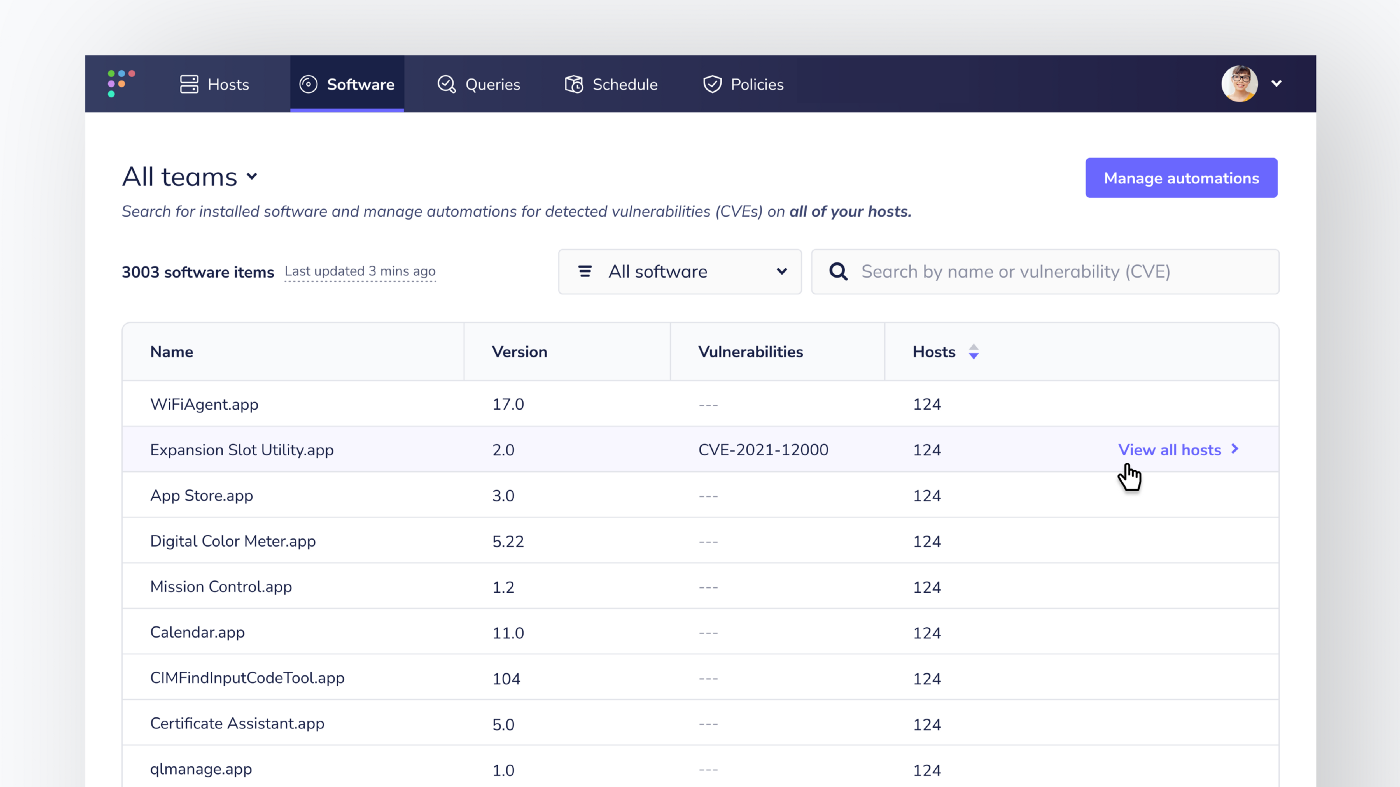 Hosts Software Queries Schedule Policies
All teams
Manage automations
Search for installed software and manage automations for detected vulnerabilities (CVEs) on all of your hosts.
3003 software items Last updated 3 mins ago All software Search by name or vulnerability (CVE)
Name Version Vulnerabilities Hosts
WiFiAgent.app 17.0 --- 124
Expansion Slot Utility.app 2.0 CVE-2021-12000 124 View all hosts
App Store.app 3.0 --- 124
Digital Color Meter.app 5.22 --- 124
Mission Control.app 1.2 --- 124
Calendar.app 11.0 --- 124
CIMFindInputCodeTool.app 104 --- 124
Certificate Assistant.app 5.0 --- 124
qlmanage.app 1.0 --- 124